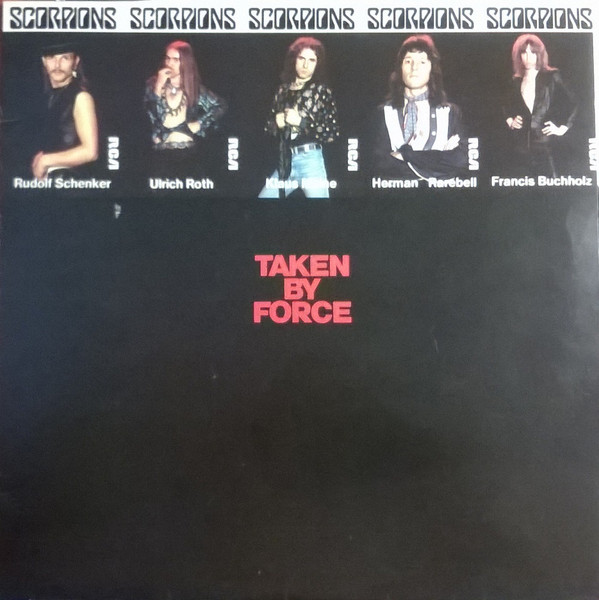 SCORPIONS SCORPIONS SCORPIONS SCORPIONS SCORPIONS
RCA RCA RCA RCA RCA
Rudolf Schenker Ulrich Roth Klaus Herman Rarebell Francis Buchholz
TAKEN
BY
FORCE